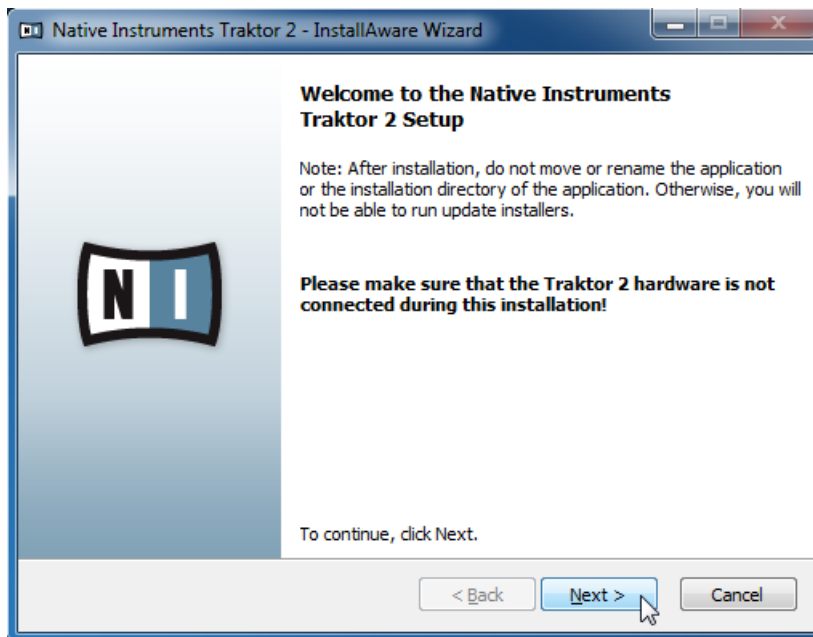 Native Instruments Traktor 2 - InstallAware Wizard
Welcome to the Native Instruments
Traktor 2 Setup
Note: After installation, do not move or rename the application
or the installation directory of the application. Otherwise, you will
not be able to run update installers.
N I
Please make sure that the Traktor 2 hardware is not
connected during this installation!
To continue, click Next.
< Back Next > Cancel